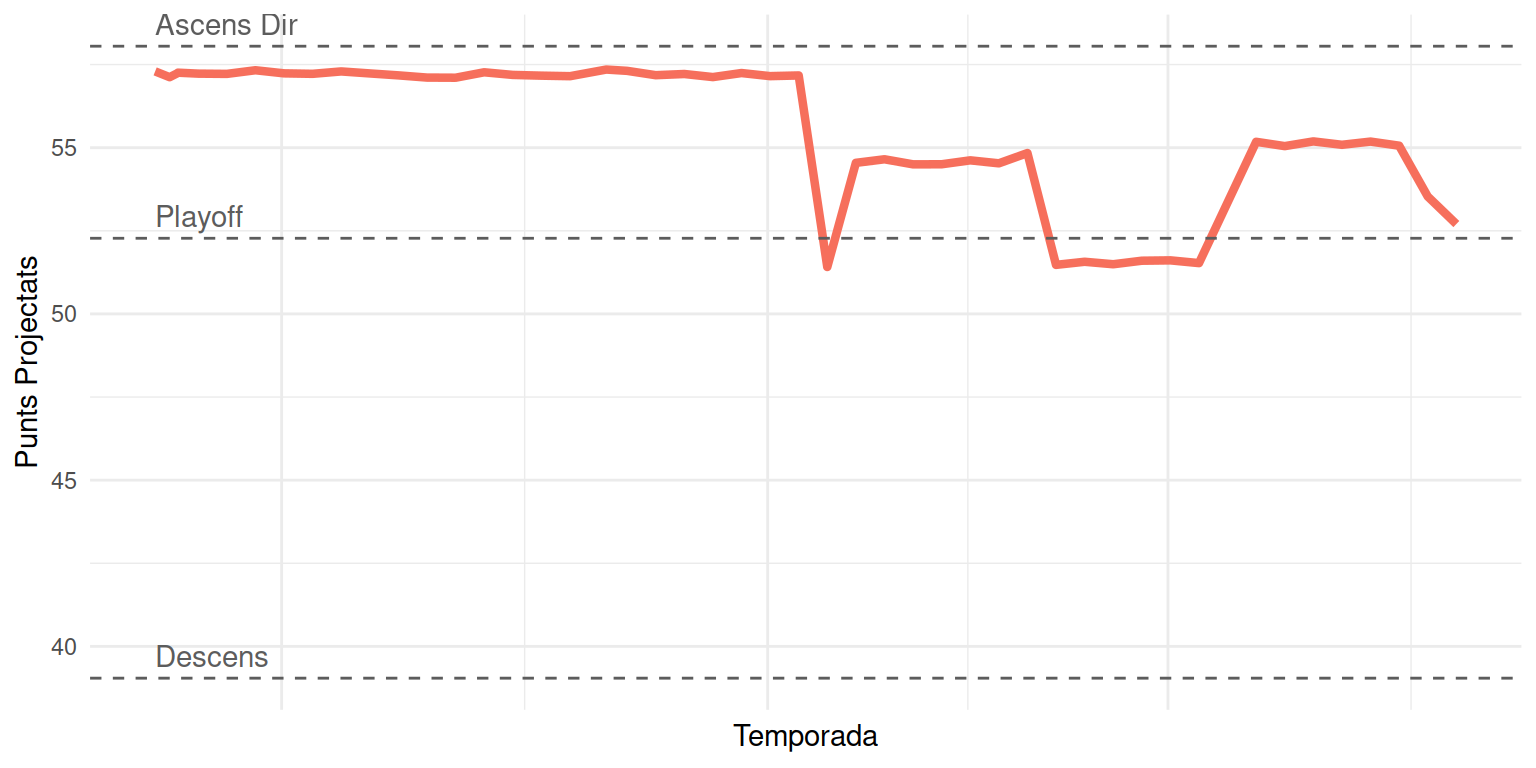 Ascens Dir
55
Playoff
50
Punts Projectats
45
40
Descens
Temporada